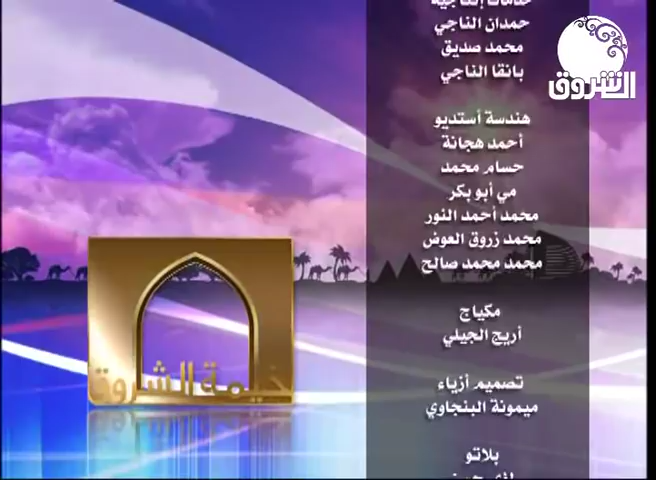 حمدان الناجي
محمد صديق
بانقا الناجي
هندسة أستديو
أحمد هجانة
حسام محمد
مي أبو بكر
محمد أحمد النور
محمد زروق العوض
محمد محمد صالح
مكياج
أريج الجيلي
تصميم أزياء
ميمونة البنجاوي
بلاتو
الشروق
خيمة الشروق